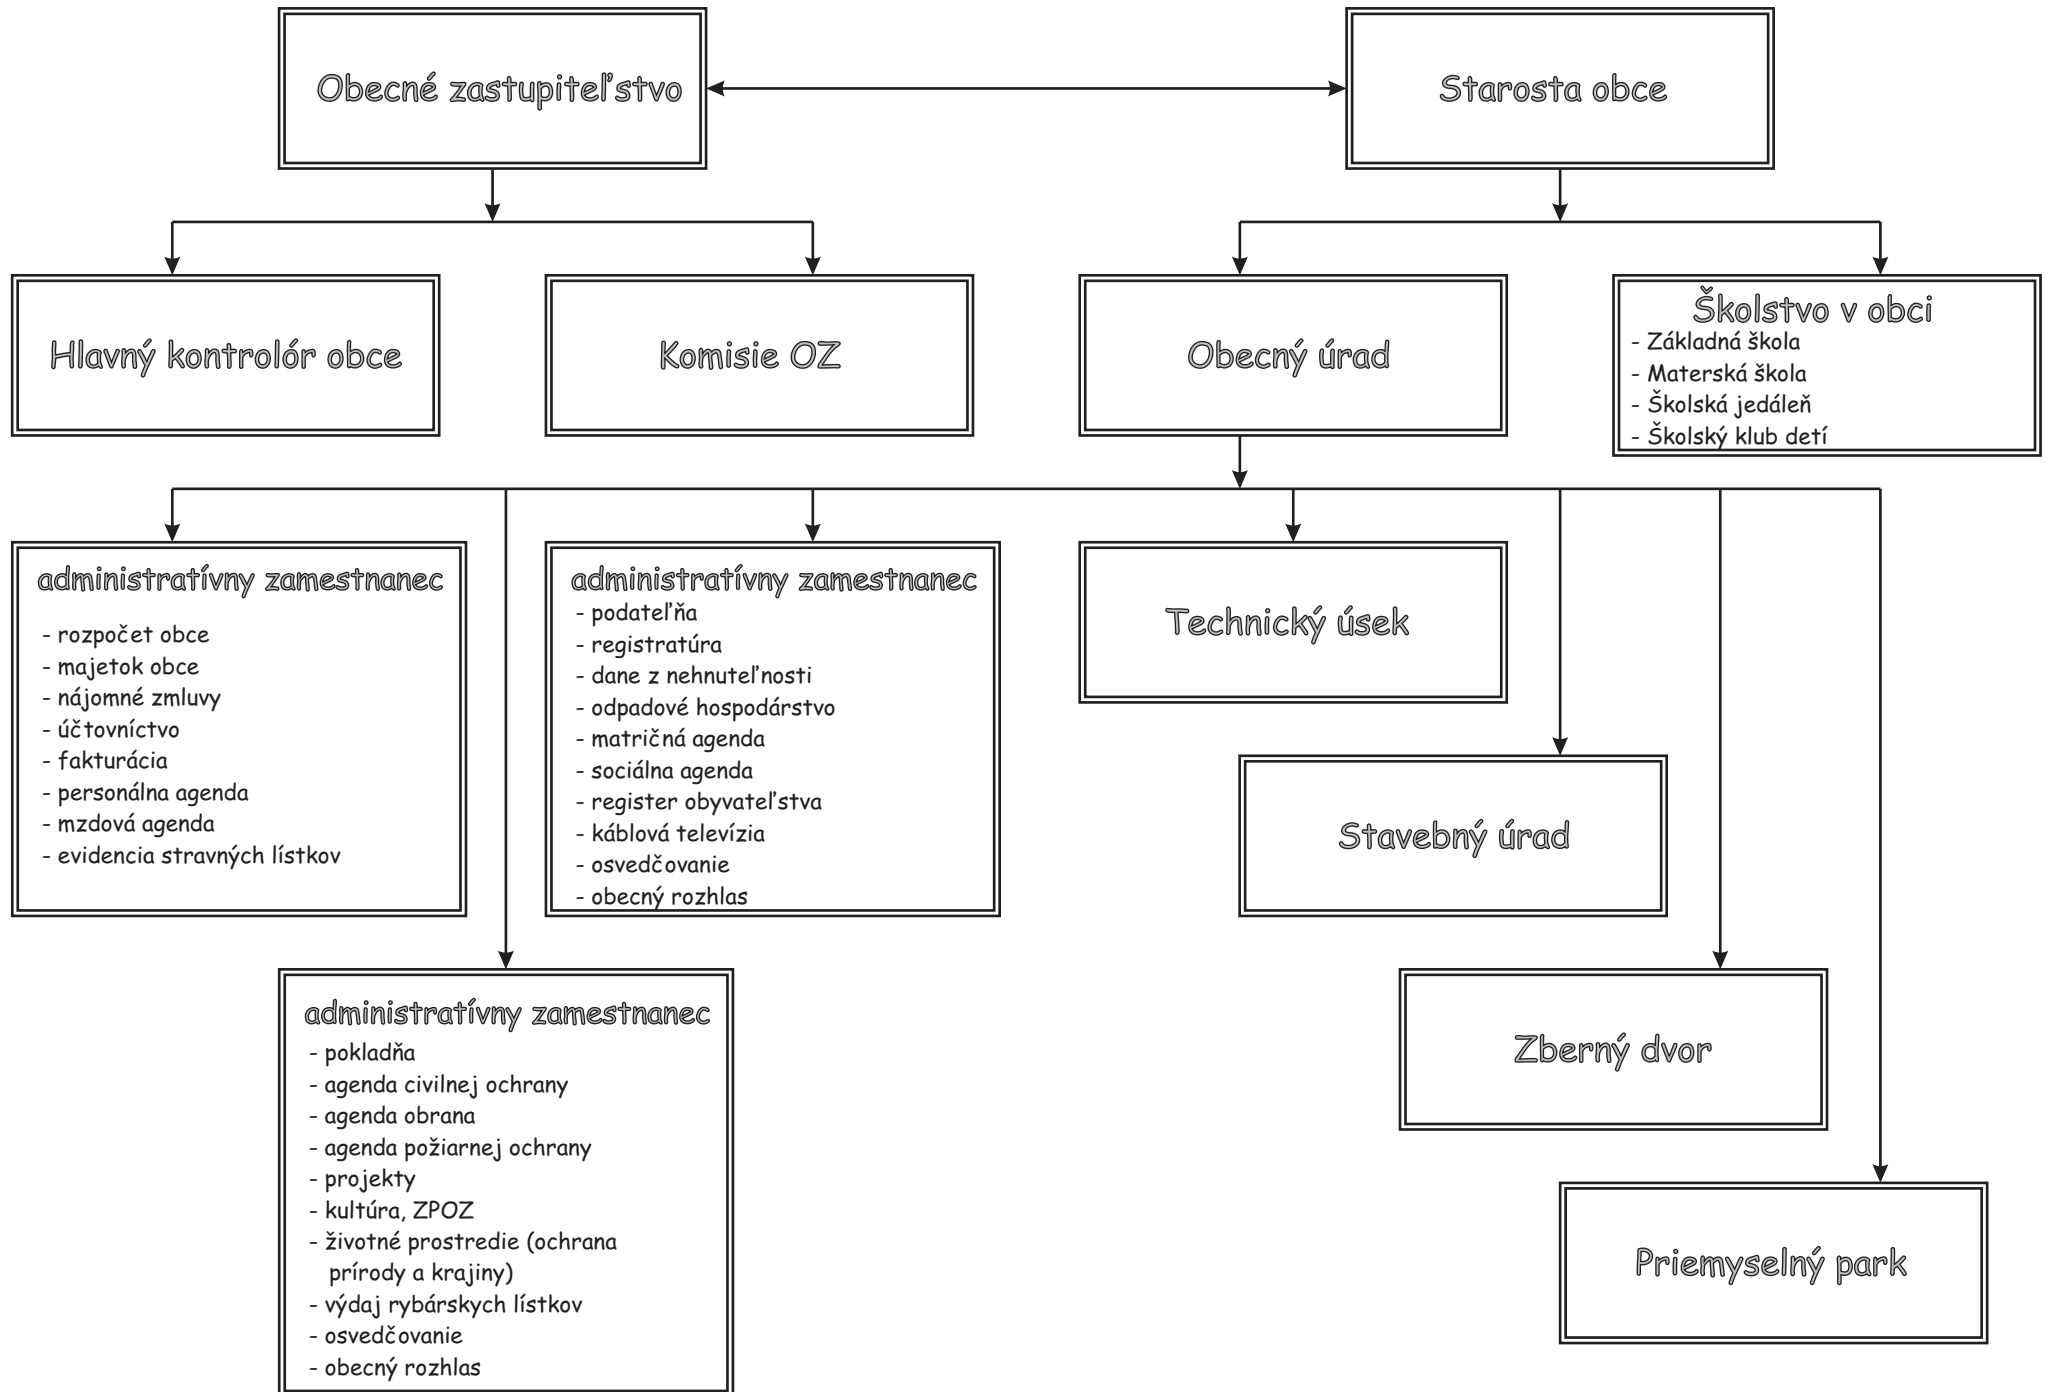 Obecné zastupiteľstvo
Starosta obce
Hlavný kontrolór obce
Komisie OZ
Obecný úrad
Školstvo v obci
- Základná škola
- Materská škola
- Školská jedáleň
- Školský klub detí
administratívny zamestnanec
- rozpočet obce
- majetok obce
- nájomné zmluvy
- účtovníctvo
- fakturácia
- personálna agenda
- mzdová agenda
- evidencia stravných lístkov
administratívny zamestnanec
- podateľňa
- registratúra
- dane z nehnuteľnosti
- odpadové hospodárstvo
- matričná agenda
- sociálna agenda
- register obyvateľstva
- káblová televízia
- osvedčovanie
- obecný rozhlas
Technický úsek
Stavebný úrad
administratívny zamestnanec
- pokladňa
- agenda civilnej ochrany
- agenda obrana
- agenda požiarnej ochrany
- projekty
- kultúra, ZPOZ
- životné prostredie (ochrana
prírody a krajiny)
- výdaj rybárskych lístkov
- osvedčovanie
- obecný rozhlas
Zberný dvor
Priemyselný park